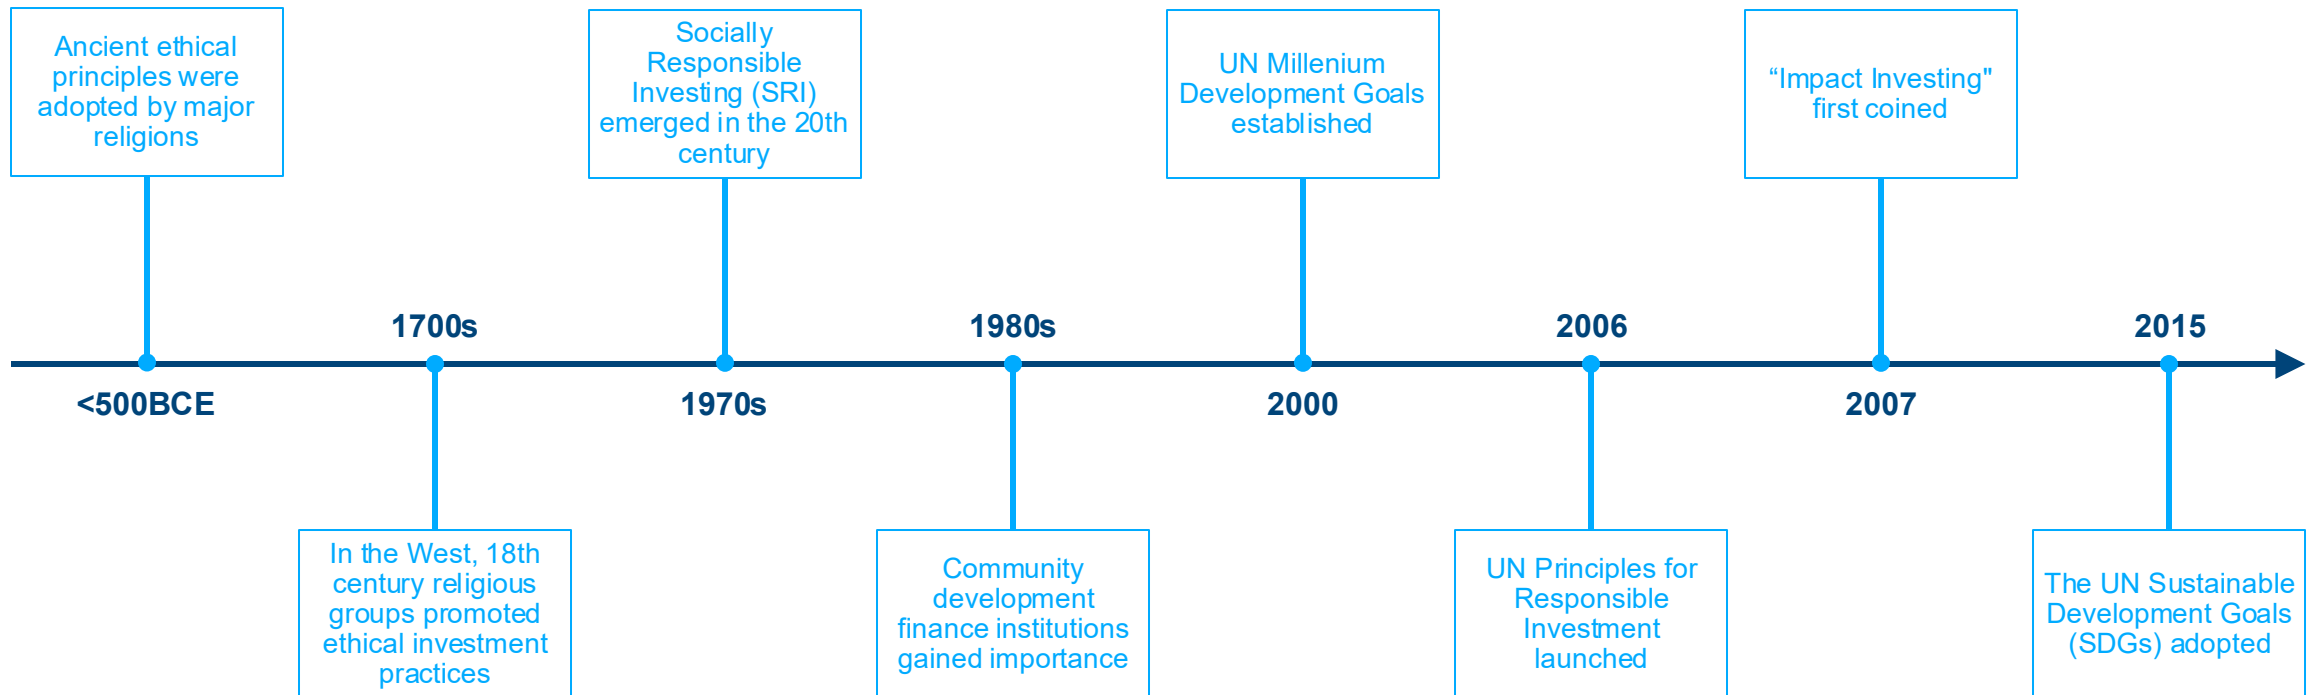 Ancient ethical
principles were
adopted by major
religions
Socially
Responsible
Investing (SRI)
emerged in the 20th
century
UN Millenium
Development Goals
established
“Impact Investing"
first coined
1700s
1980s
2006
2015
<500BCE
1970s
2000
2007
In the West, 18th
century religious
groups promoted
ethical investment
practices
Community
development
finance institutions
gained importance
UN Principles for
Responsible
Investment
launched
The UN Sustainable
Development Goals
(SDGs) adopted